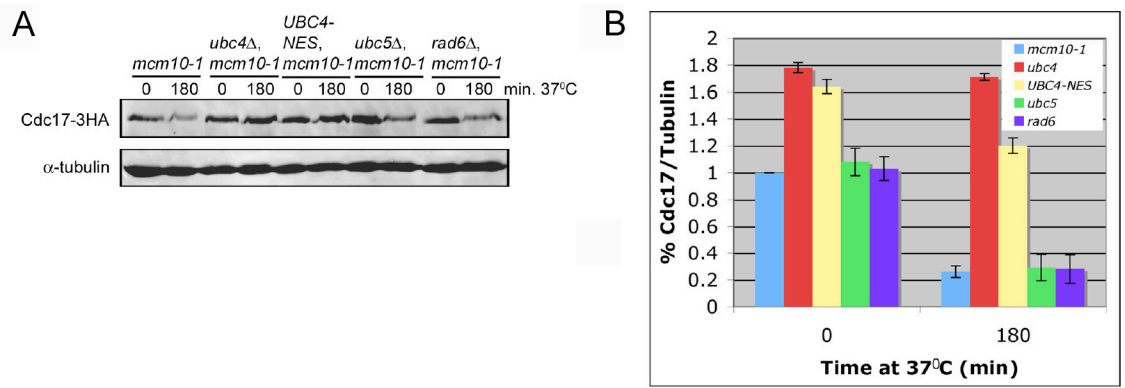 A
UBC4-
ubc4Δ, NES, ubc5Δ, rad6Δ,
mcm10-1 mcm10-1 mcm10-1 mcm10-1 mcm10-1
0 180 0 180 0 180 0 180 0 180 min. 37⁰C
Cdc17-3HA
α-tubulin
B
2
1.8
1.6
1.4
1.2
1
0.8
0.6
0.4
0.2
0
% Cdc17/Tubulin
mcm10-1
ubc4
UBC4-NES
ubc5
rad6
0 180
Time at 37⁰C (min)